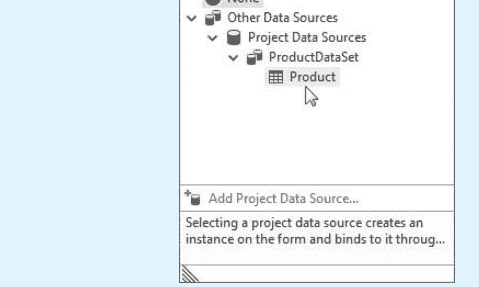 None
Other Data Sources
Project Data Sources
ProductDataSet
Product
Add Project Data Source...
Selecting a project data source creates an
instance on the form and binds to it throug...